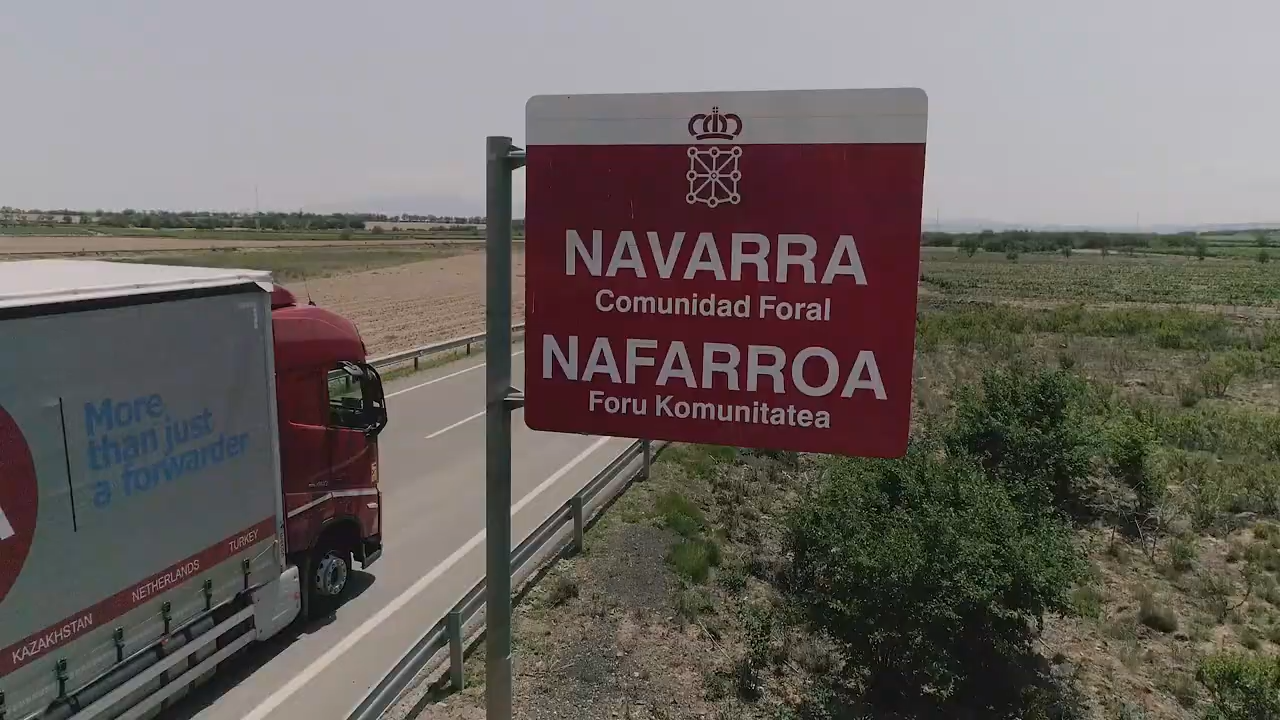 NAVARRA
Comunidad Foral
NAFARROA
Foru Komunitatea
More
than just
a forwarder
KAZAKHSTAN NETHERLANDS TURKEY